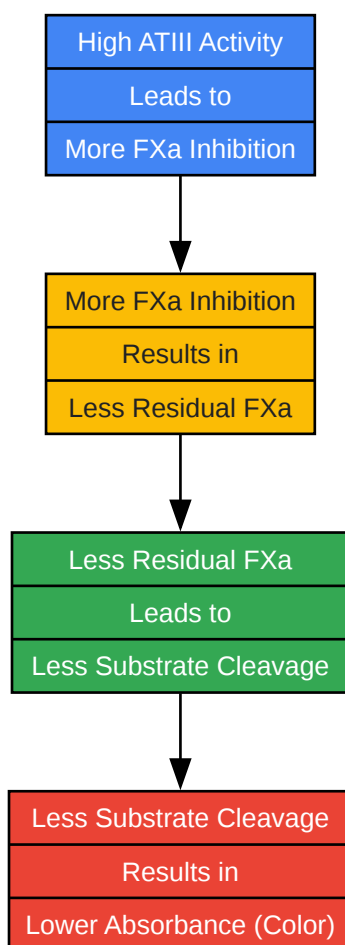 High ATIII Activity
Leads to
More FXa Inhibition
More FXa Inhibition
Results in
Less Residual FXa
Less Residual FXa
Leads to
Less Substrate Cleavage
Less Substrate Cleavage
Results in
Lower Absorbance (Color)